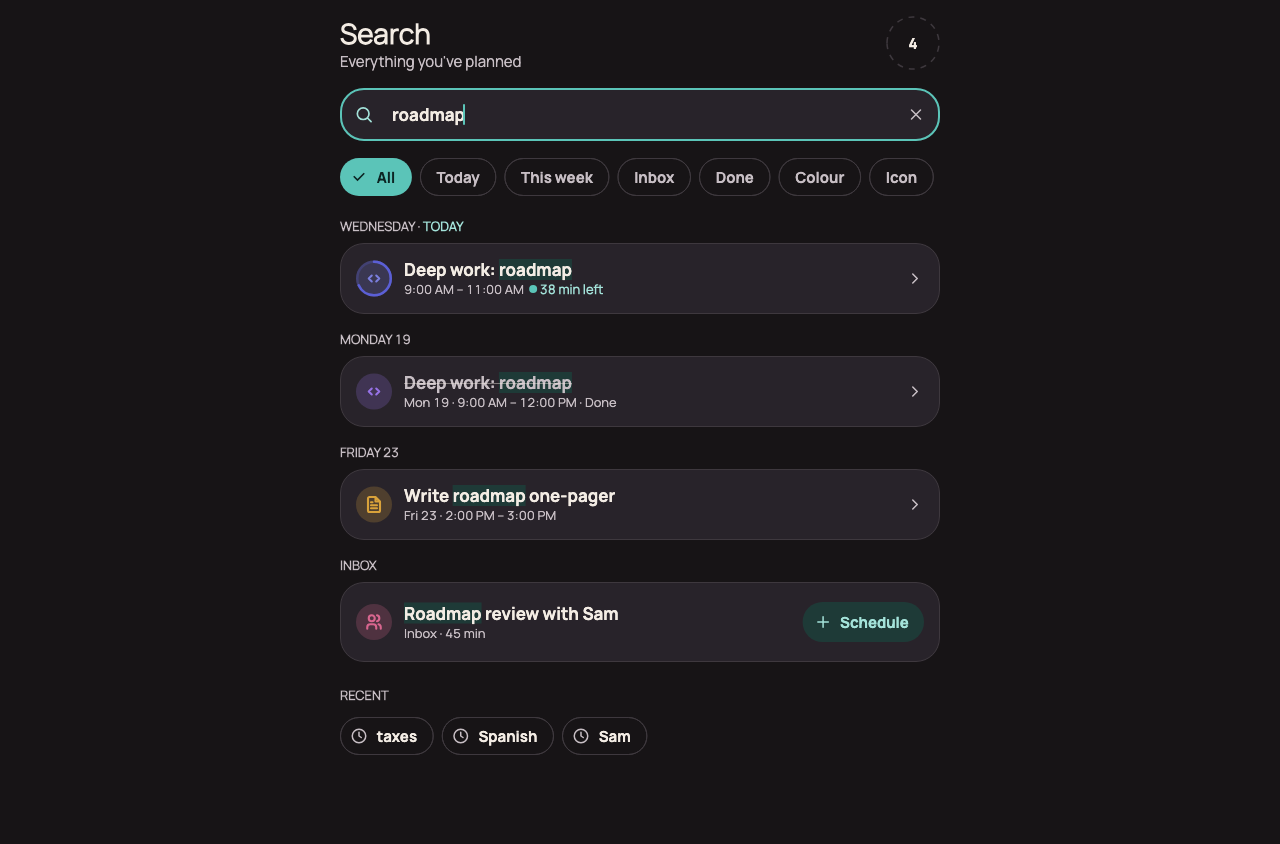 Search
Everything you've planned
4
roadmap
All
Today
This week
Inbox
Done
Colour
Icon
WEDNESDAY · TODAY
Deep work: roadmap
9:00 AM – 11:00 AM 38 min left
MONDAY 19
Deep work: roadmap
Mon 19 · 9:00 AM – 12:00 PM · Done
FRIDAY 23
Write roadmap one-pager
Fri 23 · 2:00 PM – 3:00 PM
INBOX
Roadmap review with Sam
Inbox · 45 min
Schedule
RECENT
taxes
Spanish
Sam